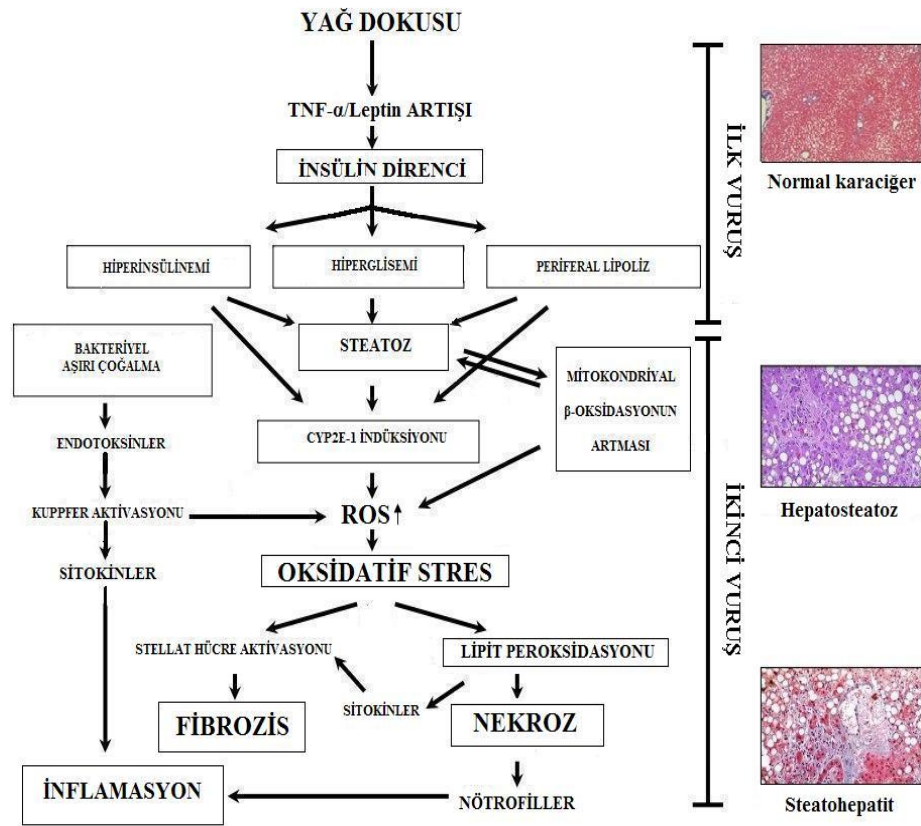 YAĞ DOKUSU
TNF-α/Leptin ARTIŞI
İNSÜLİN DİRENCİ
HİPERİNSÜLİNEMİ
HİPERGLİSEMİ
PERİFERAL LİPOLİZ
İLK VURUŞ
Normal karaciğer
BAKTERİYEL
AŞIRI ÇOĞALMA
STEATOZ
MİTOKONDRİYAL
β-OKSİDASYONUN
ARTMASI
ENDOTOKSİNLER
CYP2E-1 İNDÜKSİYONU
KUPPFER AKTİVASYONU
ROS↑
Hepatosteatoz
İKİNCİ VURUŞ
SİTOKİNLER
OKSİDATİF STRES
STELLAT HÜCRE AKTİVASYONU
LİPİT PEROKSİDASYONU
SİTOKİNLER
FİBROZİS
NEKROZ
İNFLAMASYON
NÖTROFİLLER
Steatohepatit